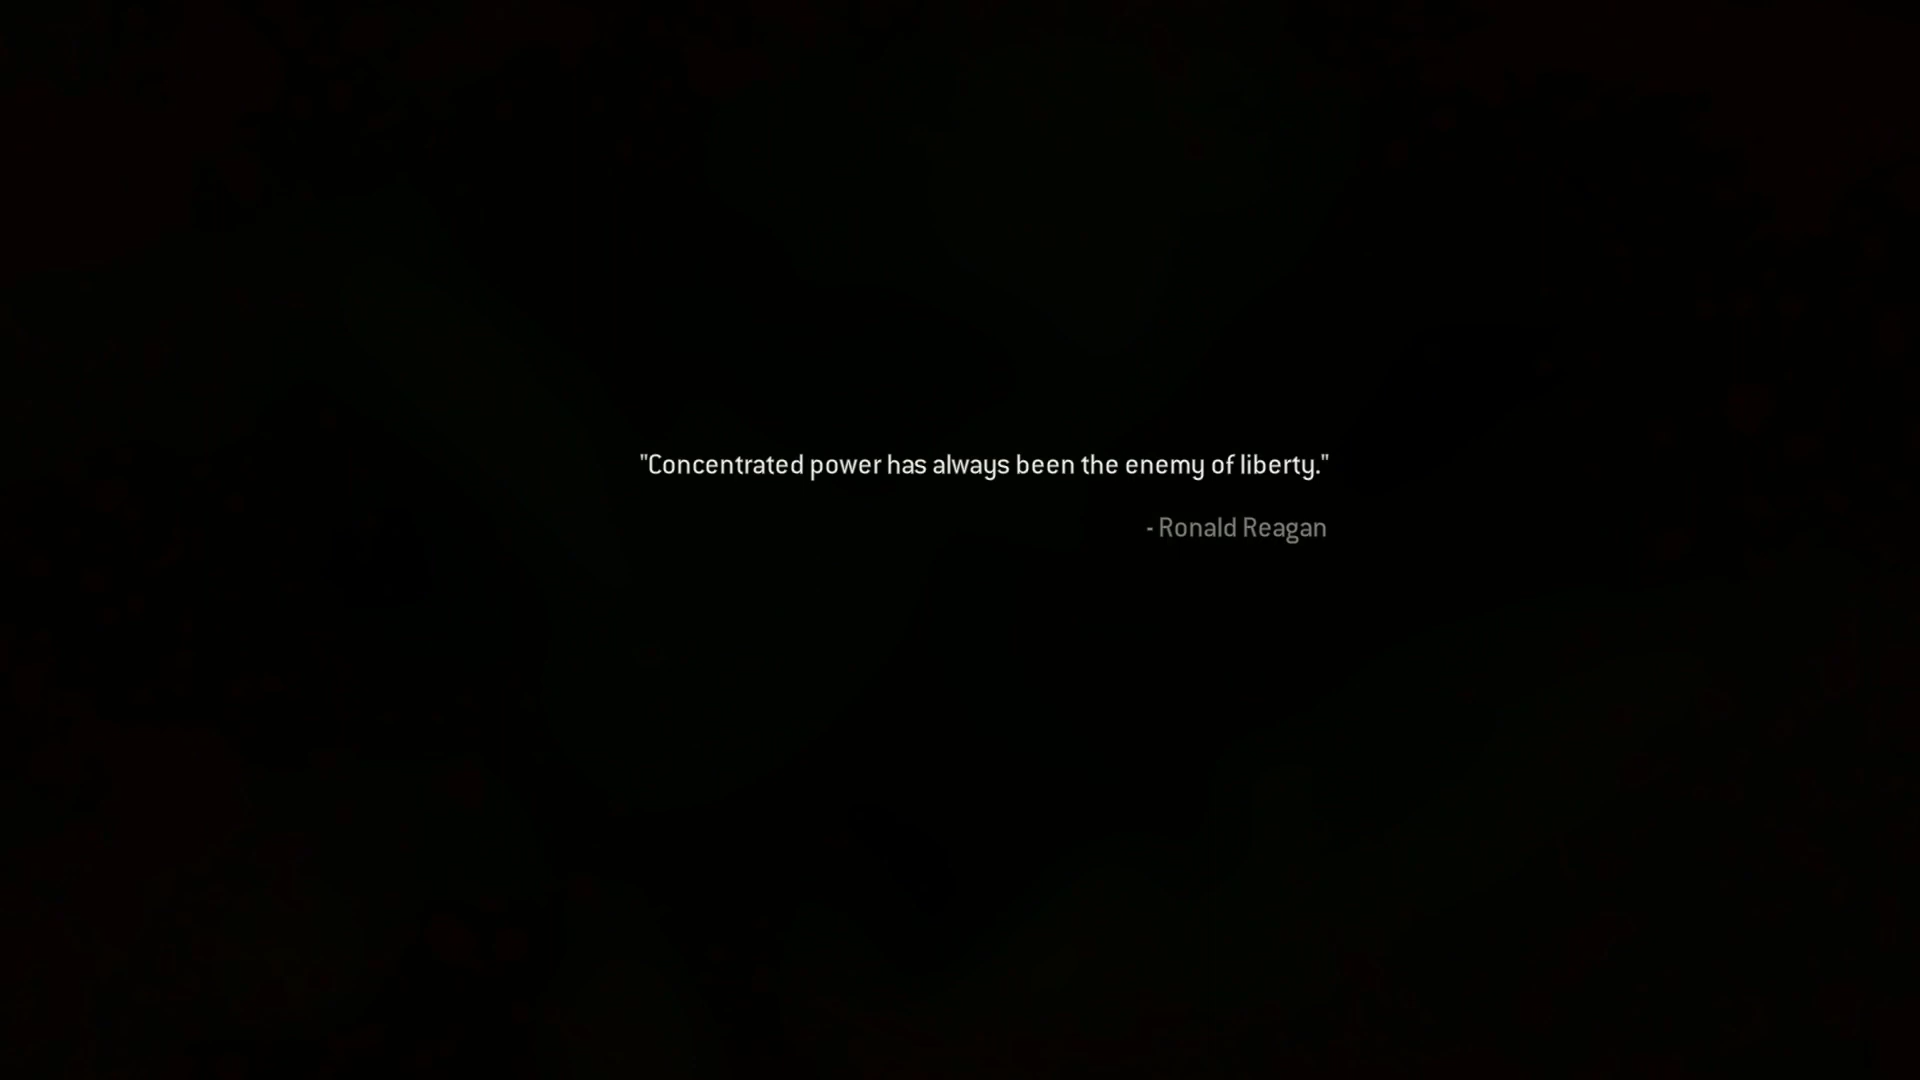 "Concentrated power has always been the enemy of liberty."
- Ronald Reagan